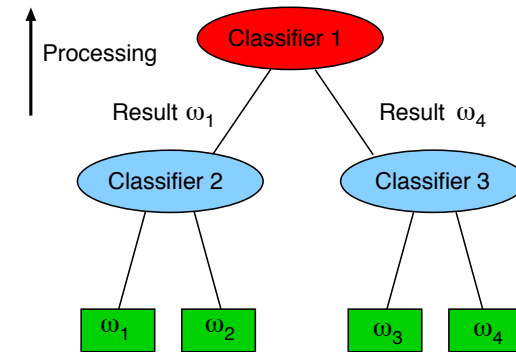 Classifier 1
Processing
Result ω₁
Result ω₄
Classifier 2
Classifier 3
ω₁
ω₂
ω₃
ω₄